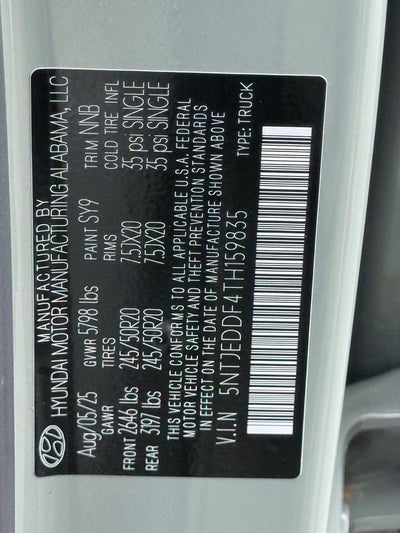 MANUFACTURED BY
HYUNDAI MOTOR MANUFACTURING ALABAMA, LLC
Aug/05/25 GVWR 5798 lbs PAINT SY9 TRIM NNB
GAWR TIRES RIMS COLD TIRE INFL
FRONT 2646 lbs 245/50R20 7.5JX20 35 psi SINGLE
REAR 3197 lbs 245/50R20 7.5JX20 35 psi SINGLE
THIS VEHICLE CONFORMS TO ALL APPLICABLE U.S.A. FEDERAL
MOTOR VEHICLE SAFETY AND THEFT PREVENTION STANDARDS
IN EFFECT ON THE DATE OF MANUFACTURE SHOWN ABOVE
V.I.N 5NTJEDDF4TH159835 TYPE: TRUCK